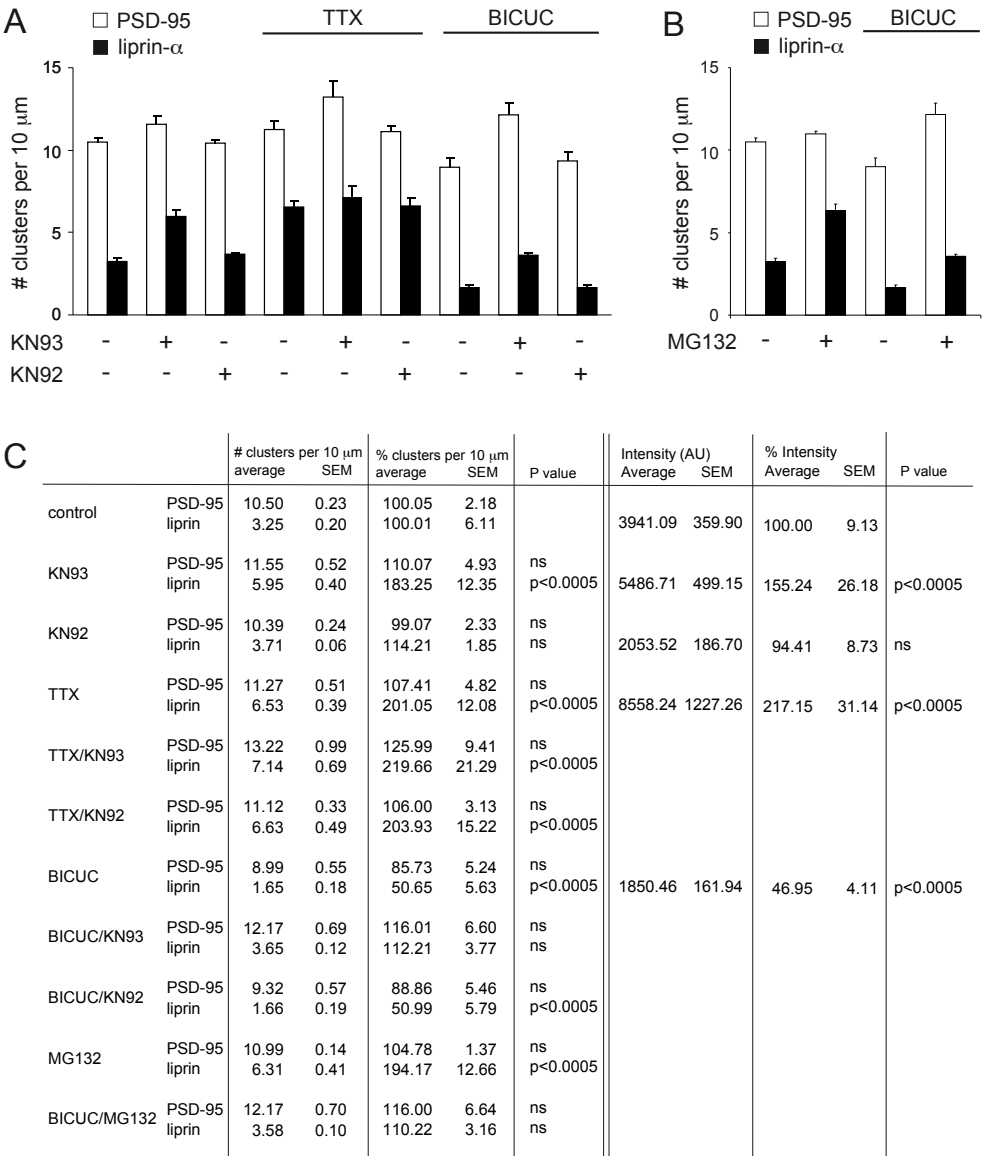 A
PSD-95
liprin-α
TTX
BICUC
# clusters per 10 μm
15
10
5
0
KN93 - + - - + - - + -
KN92 - - + - - + - - +
B
PSD-95
liprin-α
BICUC
# clusters per 10 μm
15
10
5
0
MG132 - + - +
C
# clusters per 10 μm % clusters per 10 μm Intensity (AU) % Intensity
average SEM average SEM P value Average SEM Average SEM P value
control PSD-95 10.50 0.23 100.05 2.18
liprin 3.25 0.20 100.01 6.11 3941.09 359.90 100.00 9.13
KN93 PSD-95 11.55 0.52 110.07 4.93 ns
liprin 5.95 0.40 183.25 12.35 p<0.0005 5486.71 499.15 155.24 26.18 p<0.0005
KN92 PSD-95 10.39 0.24 99.07 2.33 ns
liprin 3.71 0.06 114.21 1.85 ns 2053.52 186.70 94.41 8.73 ns
TTX PSD-95 11.27 0.51 107.41 4.82 ns
liprin 6.53 0.39 201.05 12.08 p<0.0005 8558.24 1227.26 217.15 31.14 p<0.0005
TTX/KN93 PSD-95 13.22 0.99 125.99 9.41 ns
liprin 7.14 0.69 219.66 21.29 p<0.0005
TTX/KN92 PSD-95 11.12 0.33 106.00 3.13 ns
liprin 6.63 0.49 203.93 15.22 p<0.0005
BICUC PSD-95 8.99 0.55 85.73 5.24 ns
liprin 1.65 0.18 50.65 5.63 p<0.0005 1850.46 161.94 46.95 4.11 p<0.0005
BICUC/KN93 PSD-95 12.17 0.69 116.01 6.60 ns
liprin 3.65 0.12 112.21 3.77 ns
BICUC/KN92 PSD-95 9.32 0.57 88.86 5.46 ns
liprin 1.66 0.19 50.99 5.79 p<0.0005
MG132 PSD-95 10.99 0.14 104.78 1.37 ns
liprin 6.31 0.41 194.17 12.66 p<0.0005
BICUC/MG132 PSD-95 12.17 0.70 116.00 6.64 ns
liprin 3.58 0.10 110.22 3.16 ns